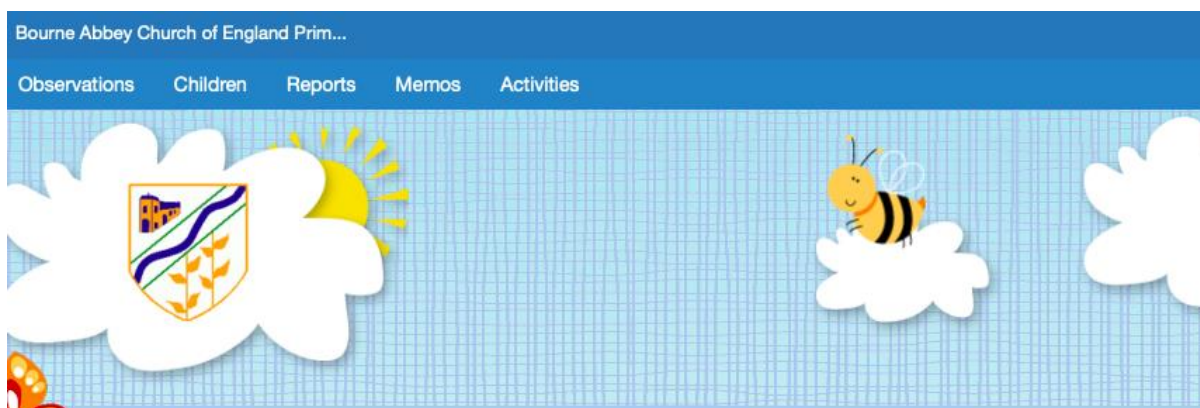 Bourne Abbey Church of England Prim...
Observations Children Reports Memos Activities